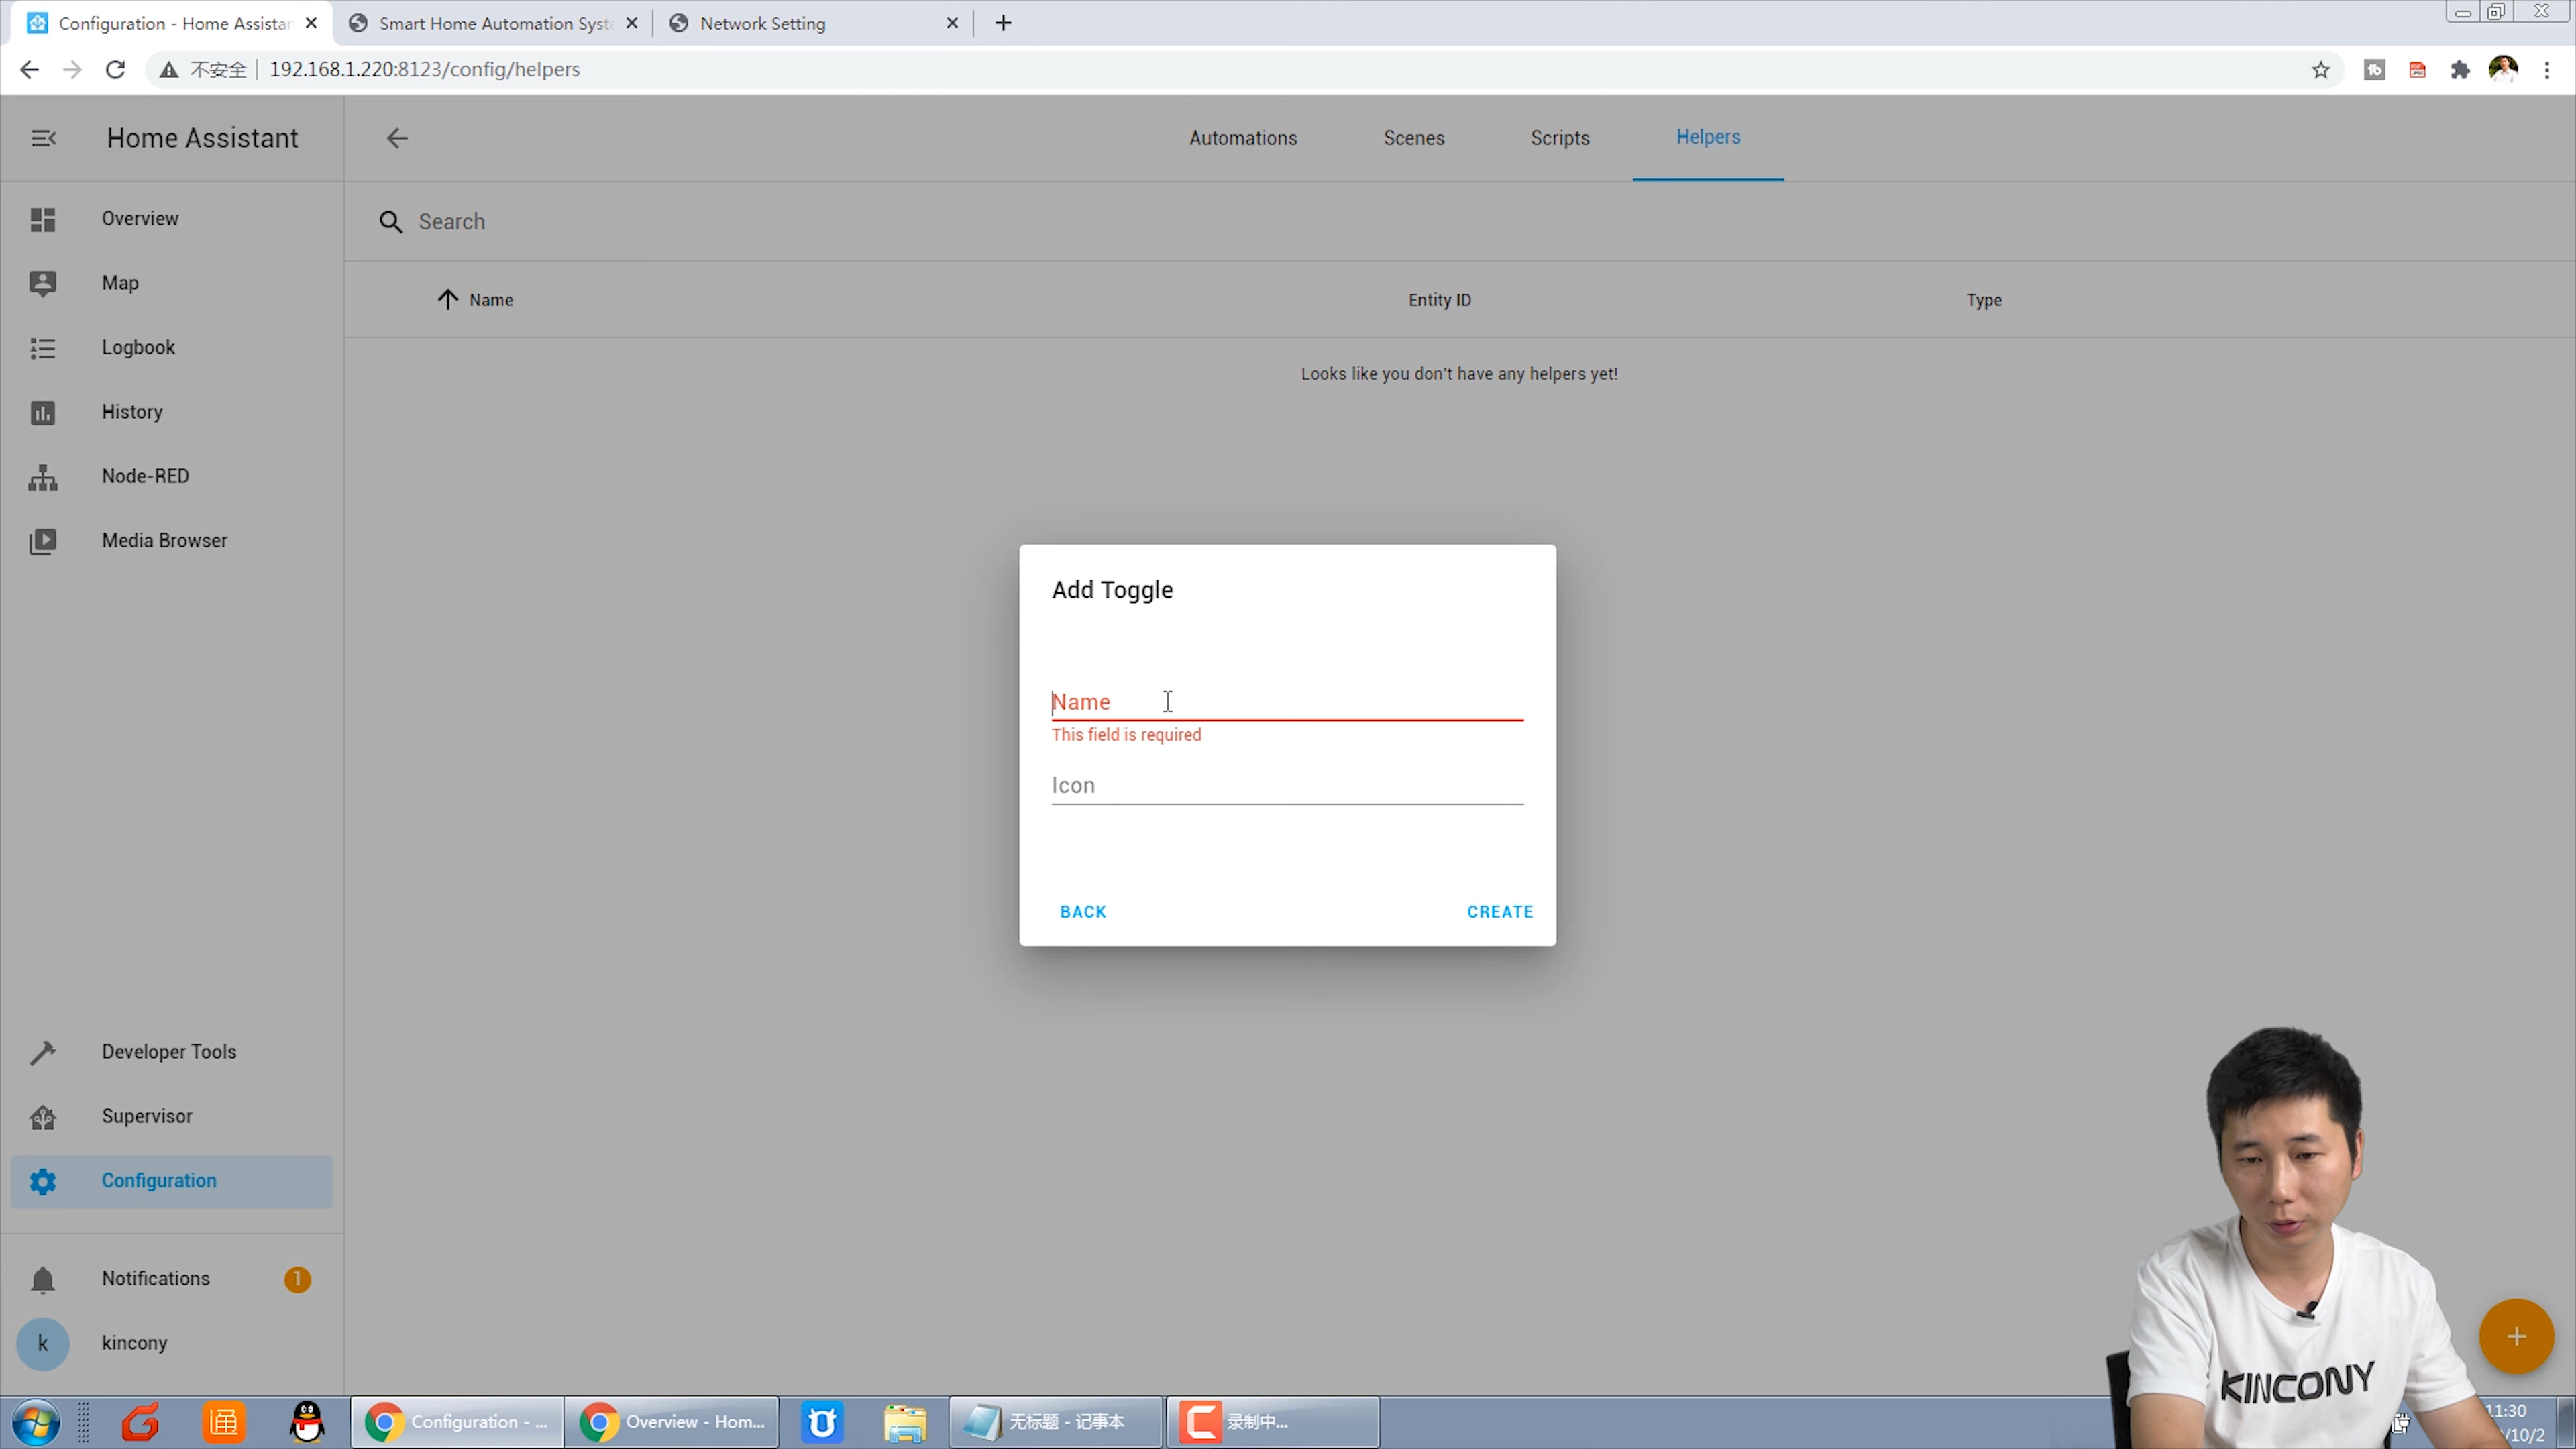 Configuration - Home Assistar
Smart Home Automation Syst
Network Setting
不安全
192.168.1.220:8123/config/helpers
Home Assistant
Automations
Scenes
Scripts
Helpers
Overview
Search
Map
Name
Entity ID
Type
Logbook
Looks like you don't have any helpers yet!
History
Node-RED
Media Browser
Add Toggle
Name
This field is required
Icon
BACK
CREATE
Developer Tools
Supervisor
Configuration
Notifications
1
k
kincony
KINCONY
通
Configuration - ...
Overview - Hom...
无标题 - 记事本
录制中...
11:30
/10/2